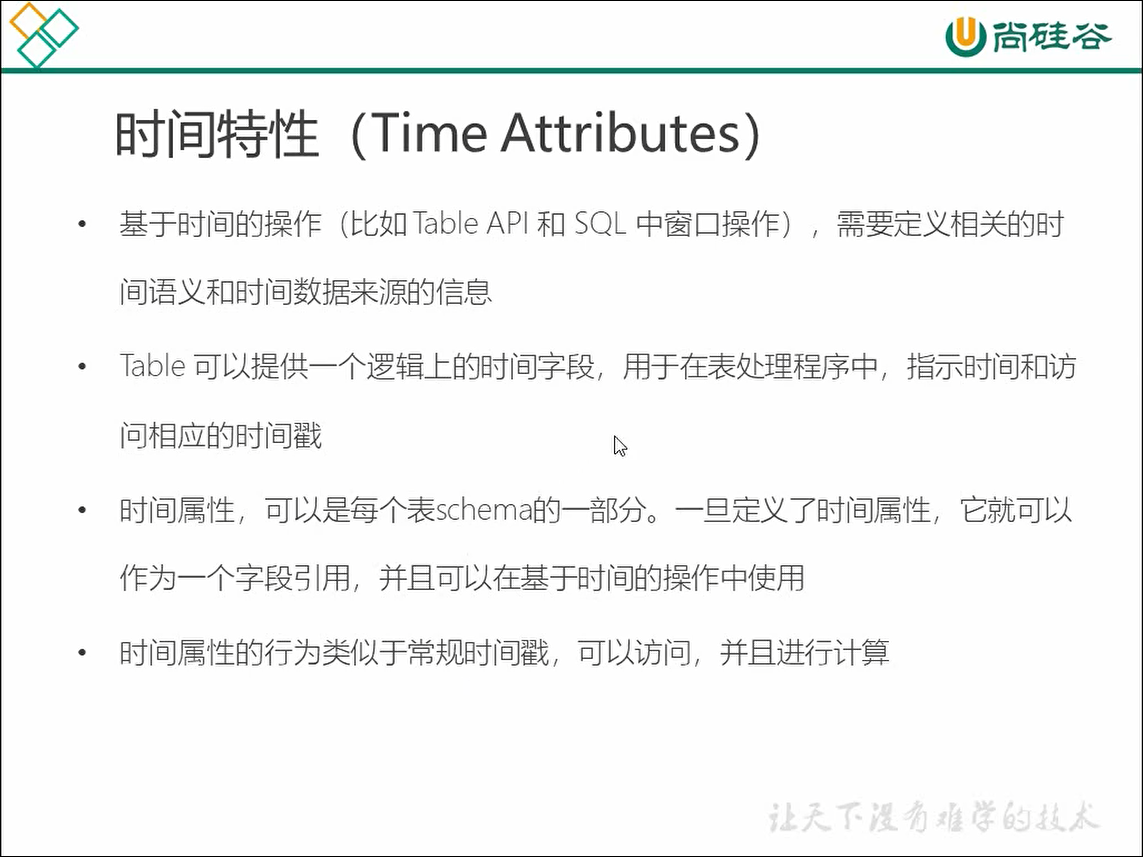 尚硅谷
时间特性（Time Attributes）
• 基于时间的操作（比如 Table API 和 SQL 中窗口操作），需要定义相关的时
间语义和时间数据来源的信息
• Table 可以提供一个逻辑上的时间字段，用于在表处理程序中，指示时间和访
问相应的时间戳
• 时间属性，可以是每个表schema的一部分。一旦定义了时间属性，它就可以
作为一个字段引用，并且可以在基于时间的操作中使用
• 时间属性的行为类似于常规时间戳，可以访问，并且进行计算
让天下没有难学的技术